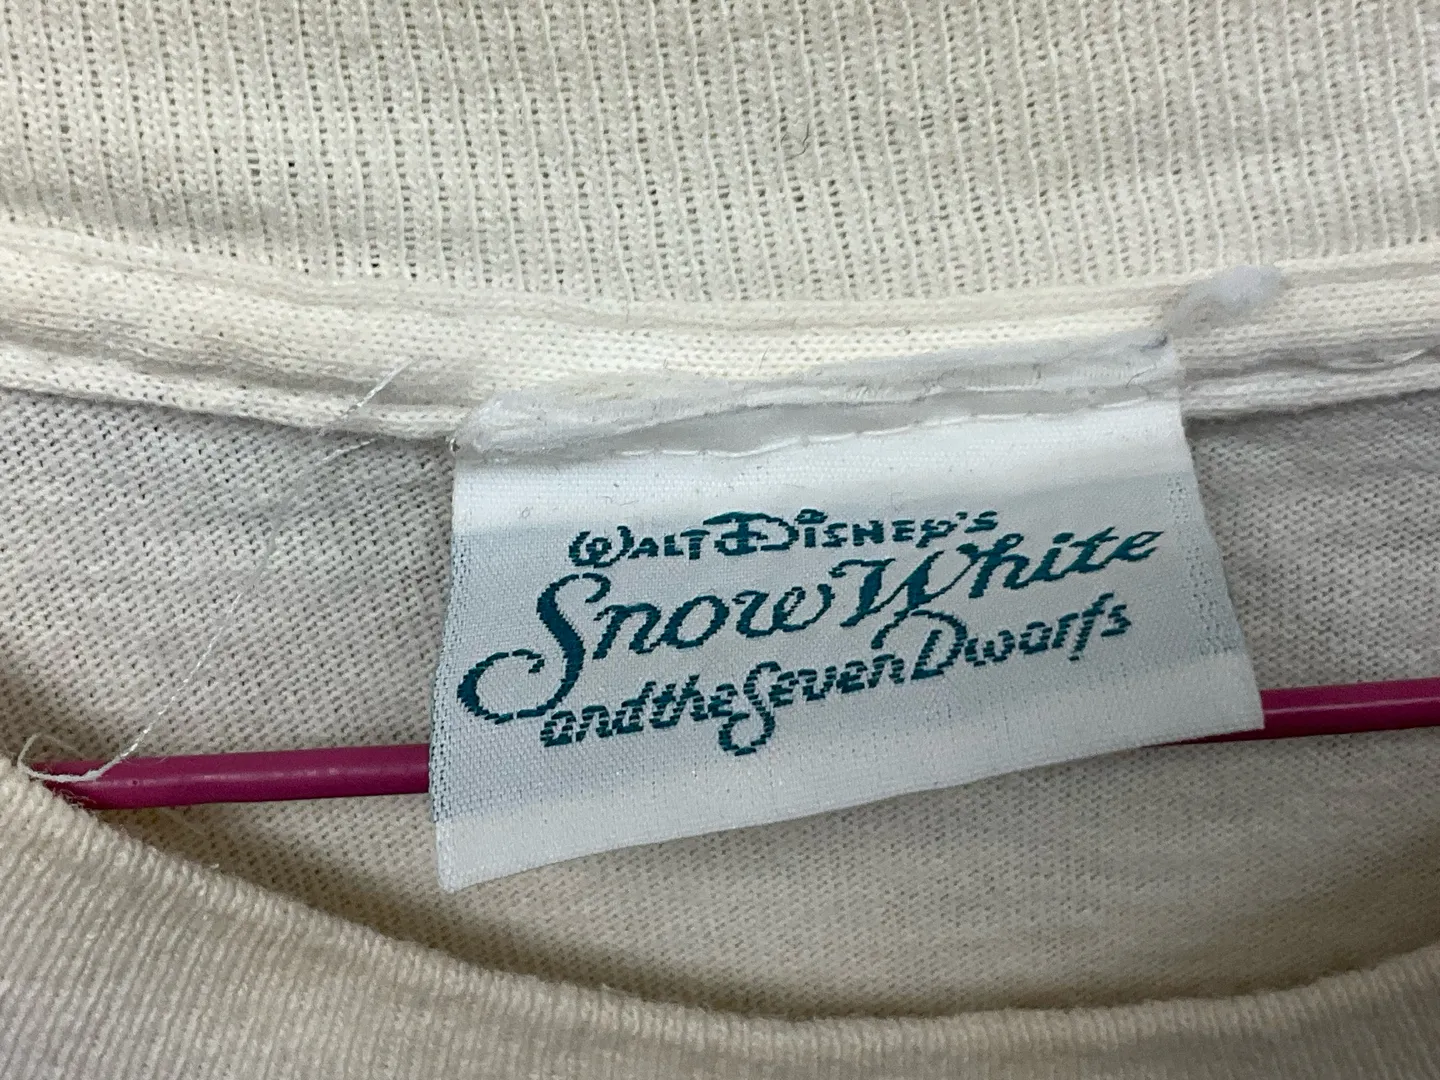 Walt Disney's
Snow White
and the Seven Dwarfs